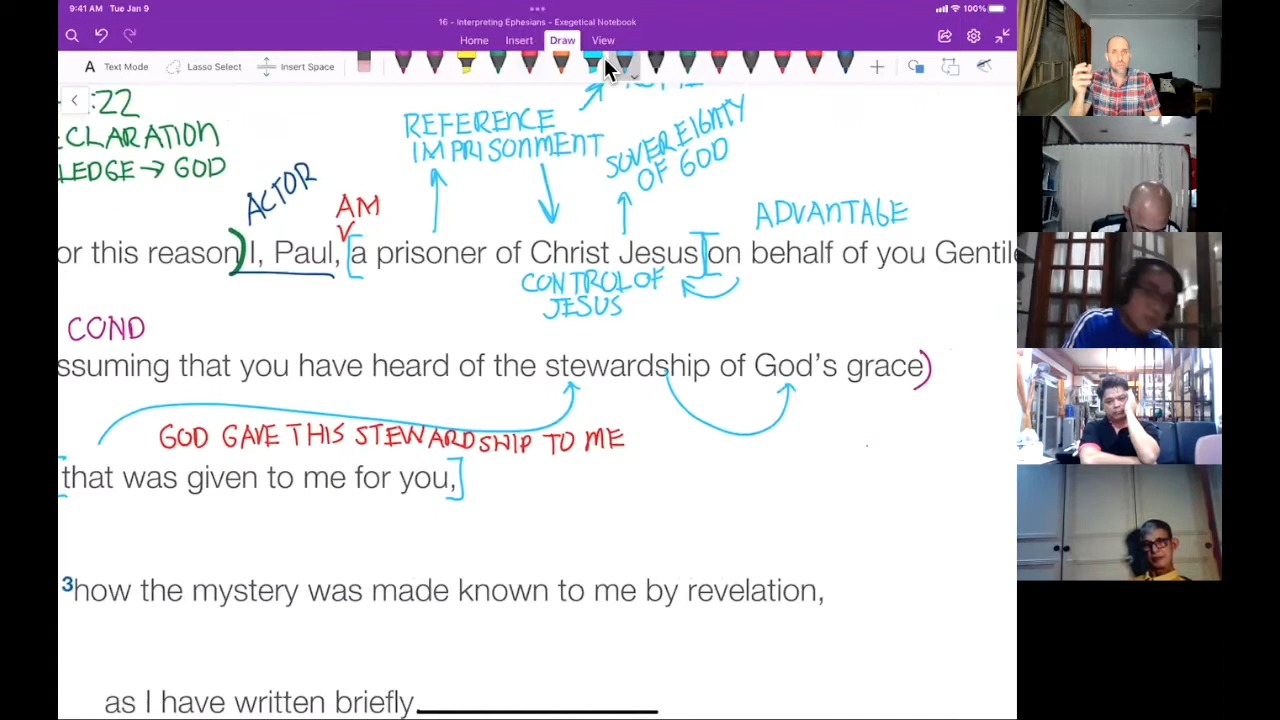 9:41 AM Tue Jan 9
100%
16 - Interpreting Ephesians - Exegetical Notebook
Home Insert Draw View
Text Mode Lasso Select Insert Space
:22
CLARATION
LEDGE → GOD
REFERENCE
IMPRISONMENT
SOVEREIGNTY
OF GOD
ACTOR
AM
ADVANTAGE
or this reason) I, Paul, [a prisoner of Christ Jesus] on behalf of you Gentile
CONTROL OF
JESUS
COND
ssuming that you have heard of the stewardship of God's grace)
GOD GAVE THIS STEWARDSHIP TO ME
[that was given to me for you,]
3how the mystery was made known to me by revelation,
as I have written briefly